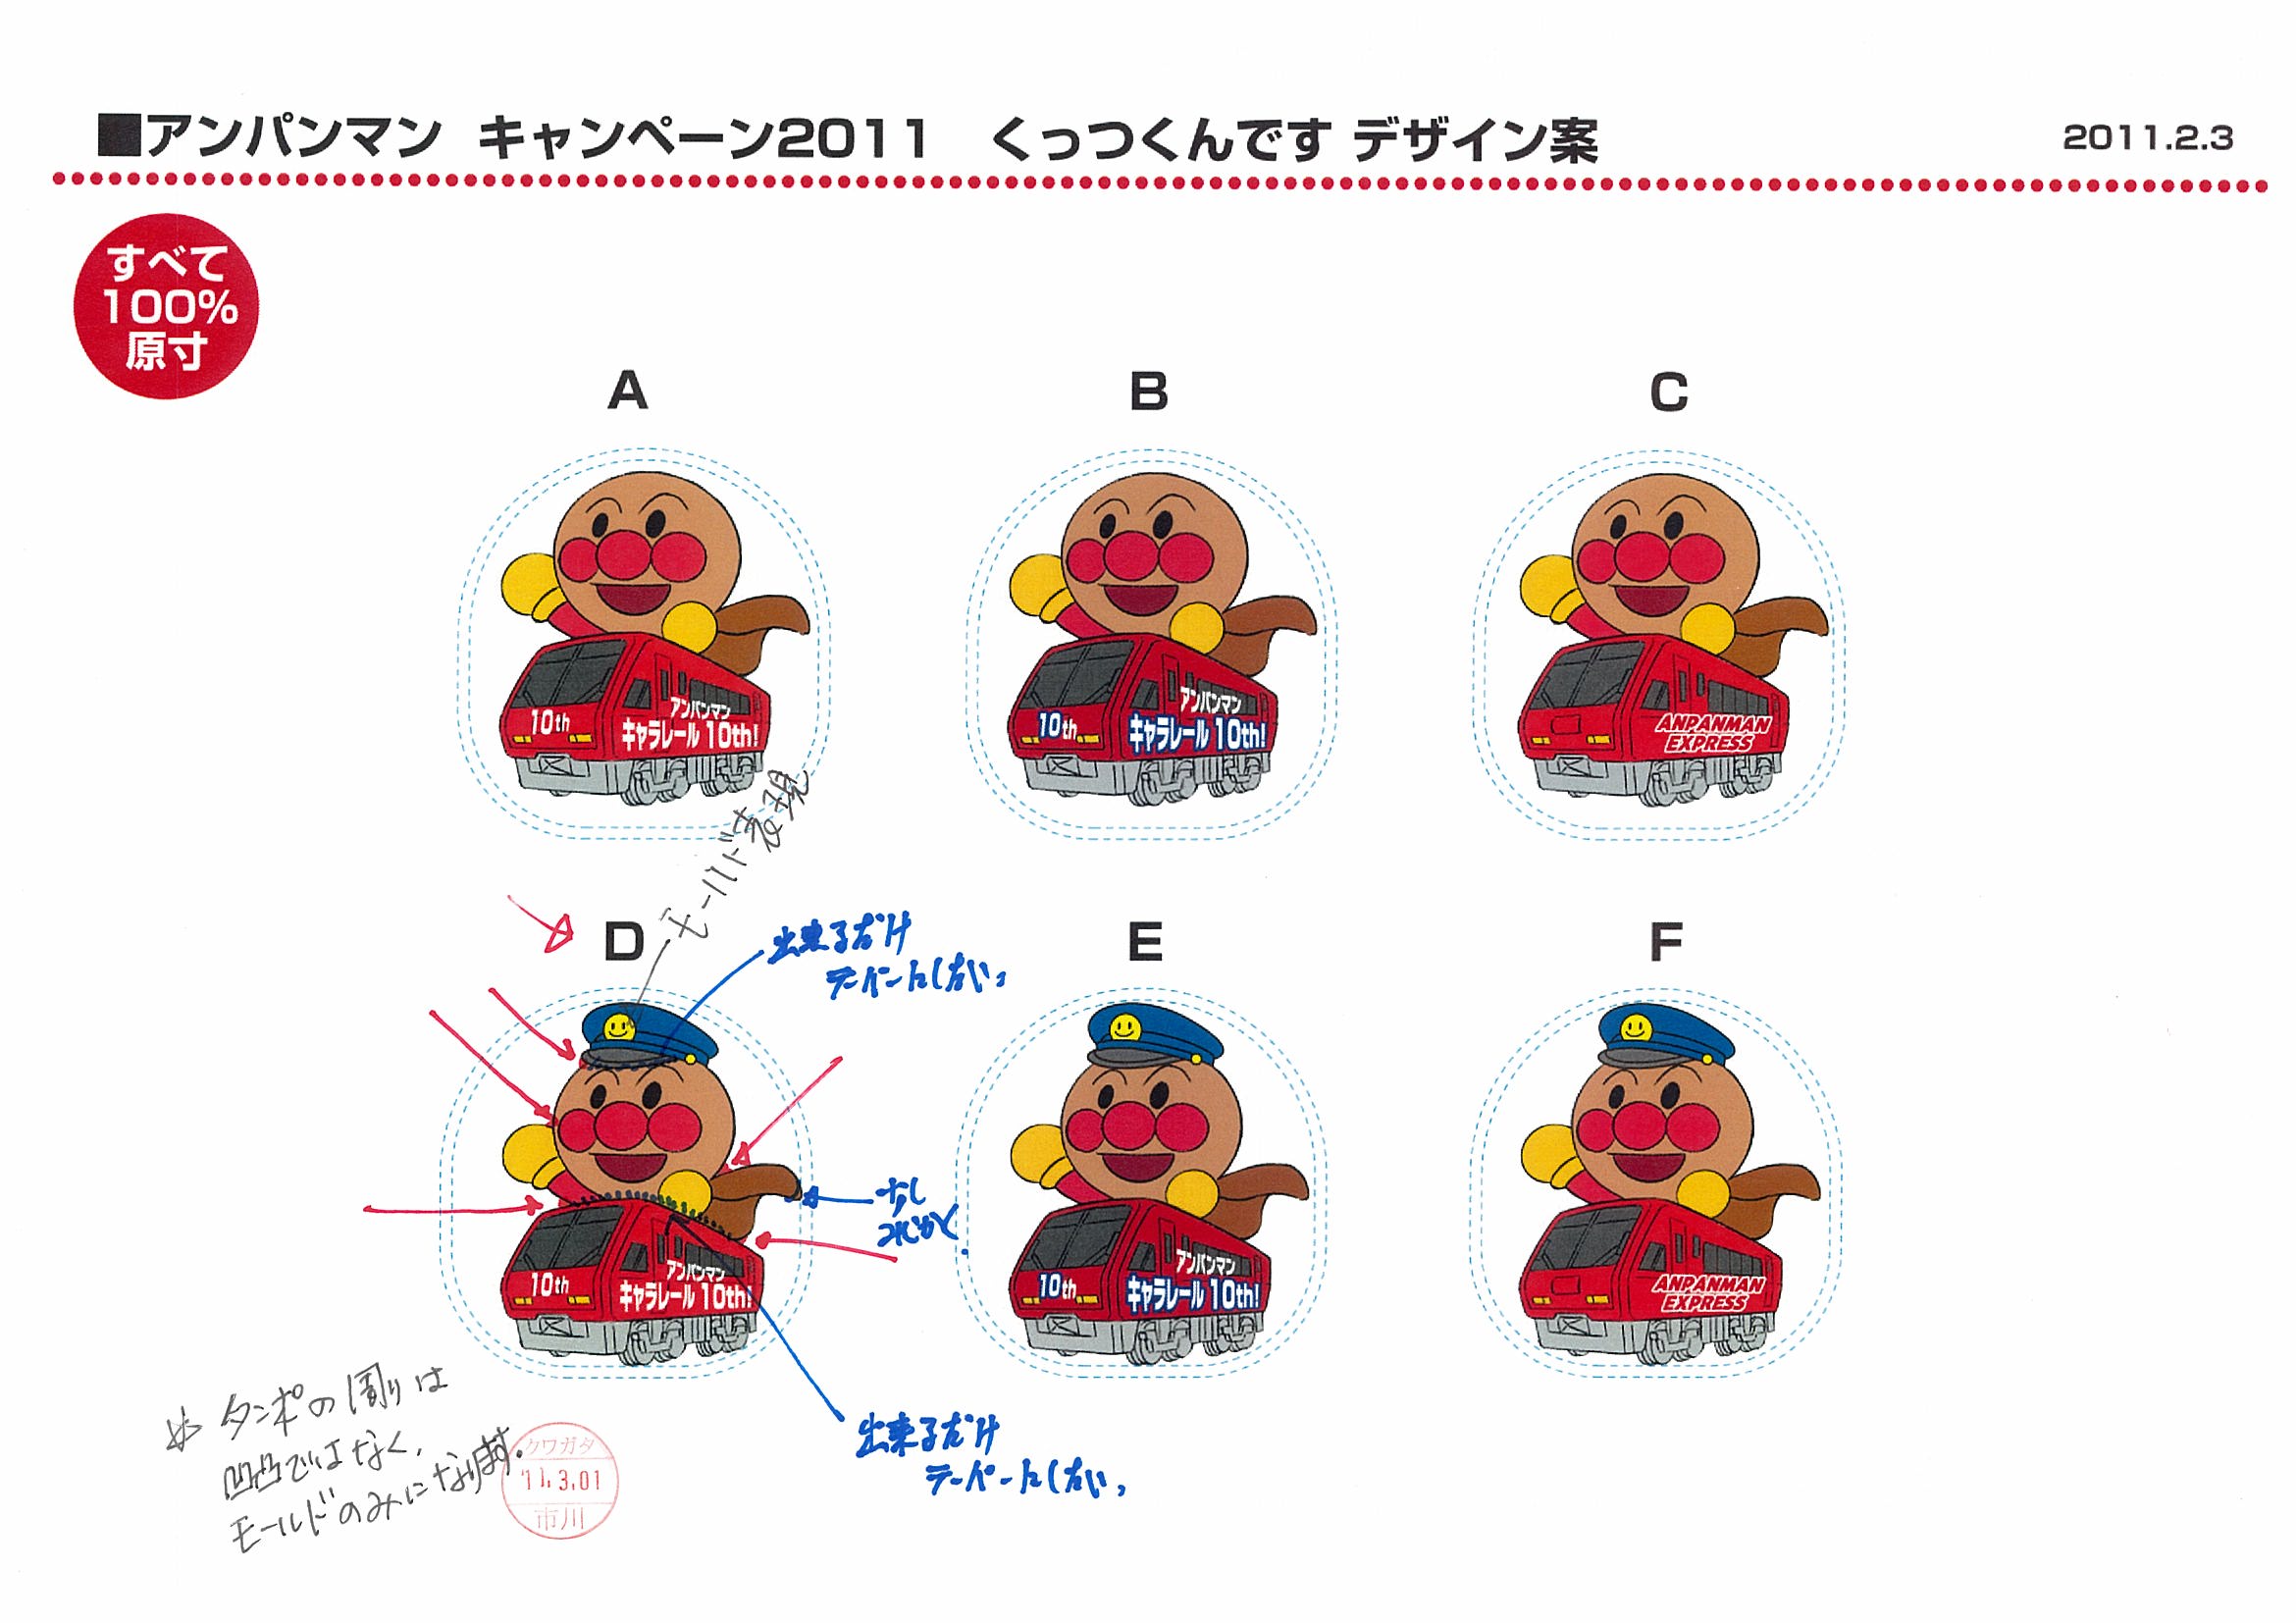 ■アンパンマン キャンペーン2011 くっつくんです デザイン案
2011.2.3
すべて
100%
原寸
A
B
C
10th
アンパンマン
キャラレール 10th!
10th
アンパンマン
キャラレール 10th!
ANPANMAN
EXPRESS
モールド表現
D
E
F
出来るだけ
テーパートしたい。
10th
アンパンマン
キャラレール 10th!
少し
みじかく。
10th
アンパンマン
キャラレール 10th!
ANPANMAN
EXPRESS
出来るだけ
テーパートしたい。
※タンポの周りは
凹凸ではなく、
モールドのみになります。
クワガタ
'11.3.01
市川